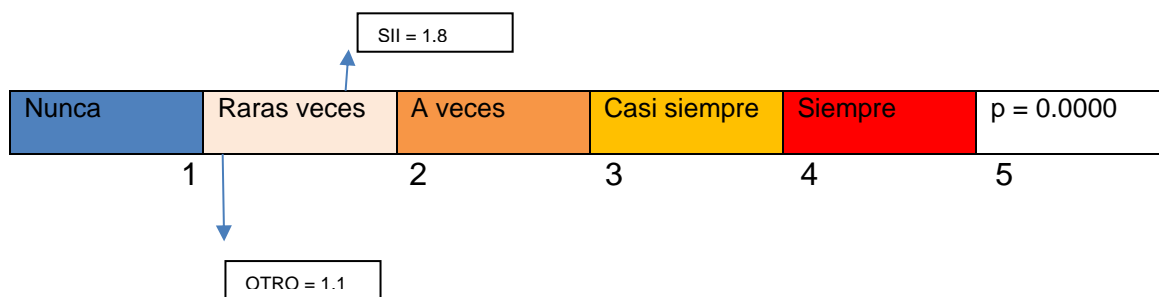 SII = 1.8
Nunca Raras veces A veces Casi siempre Siempre p = 0.0000
1 2 3 4 5
OTRO = 1.1